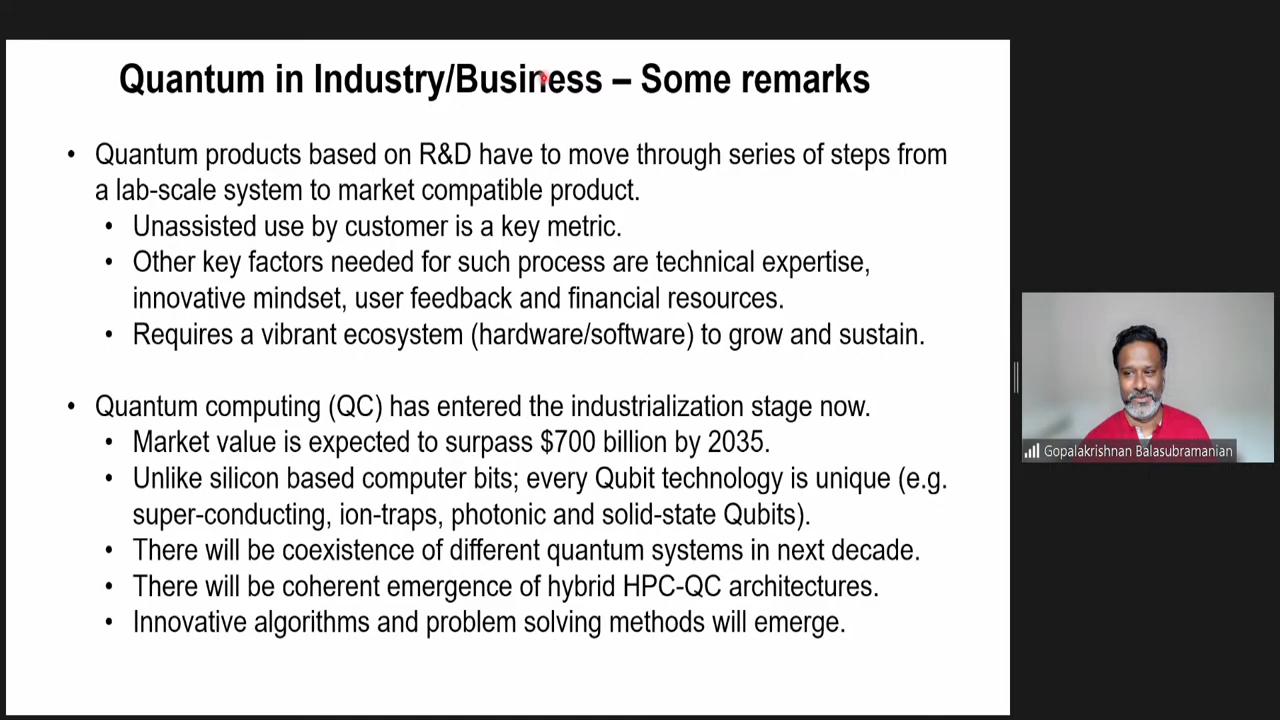 Quantum in Industry/Business – Some remarks
• Quantum products based on R&D have to move through series of steps from
a lab-scale system to market compatible product.
• Unassisted use by customer is a key metric.
• Other key factors needed for such process are technical expertise,
innovative mindset, user feedback and financial resources.
• Requires a vibrant ecosystem (hardware/software) to grow and sustain.
• Quantum computing (QC) has entered the industrialization stage now.
• Market value is expected to surpass $700 billion by 2035.
• Unlike silicon based computer bits; every Qubit technology is unique (e.g.
super-conducting, ion-traps, photonic and solid-state Qubits).
• There will be coexistence of different quantum systems in next decade.
• There will be coherent emergence of hybrid HPC-QC architectures.
• Innovative algorithms and problem solving methods will emerge.
Gopalakrishnan Balasubramanian